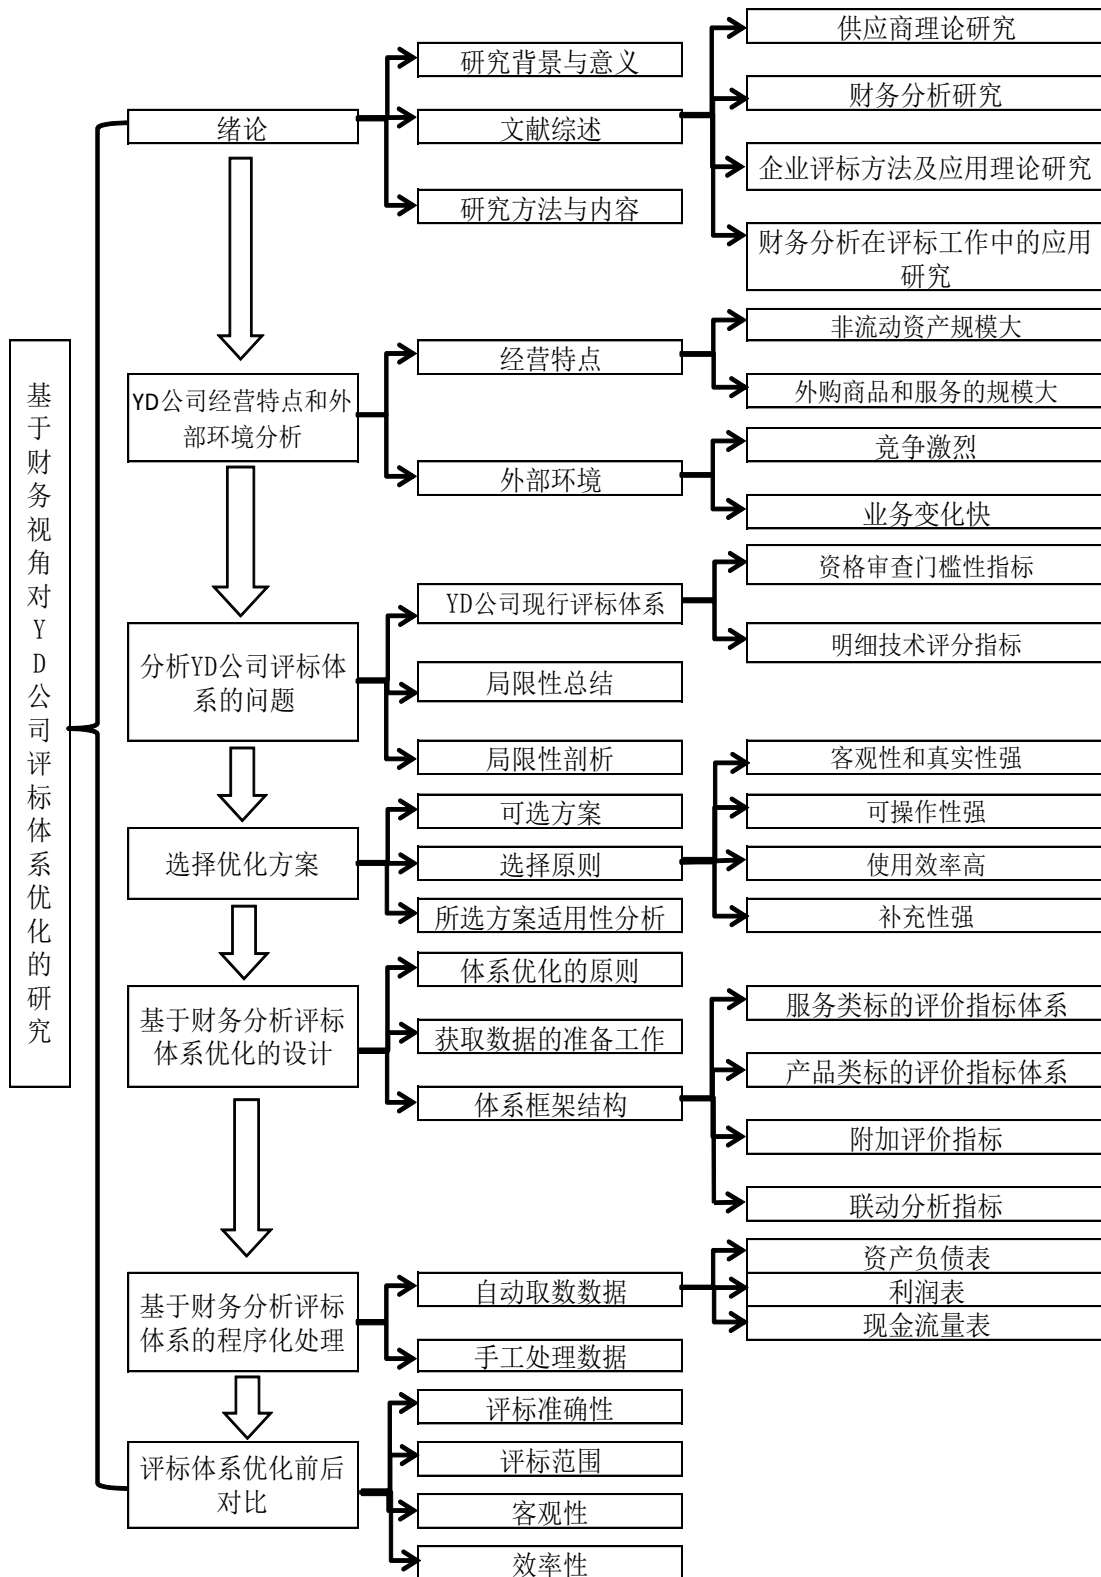 基于财务视角对YD公司评标体系优化的研究
绪论
研究背景与意义
文献综述
研究方法与内容
供应商理论研究
财务分析研究
企业评标方法及应用理论研究
财务分析在评标工作中的应用
研究
YD公司经营特点和外
部环境分析
经营特点
外部环境
非流动资产规模大
外购商品和服务的规模大
竞争激烈
业务变化快
分析YD公司评标体
系的问题
YD公司现行评标体系
局限性总结
局限性剖析
资格审查门槛性指标
明细技术评分指标
选择优化方案
可选方案
选择原则
所选方案适用性分析
客观性和真实性强
可操作性强
使用效率高
补充性强
基于财务分析评标
体系优化的设计
体系优化的原则
获取数据的准备工作
体系框架结构
服务类标的评价指标体系
产品类标的评价指标体系
附加评价指标
联动分析指标
基于财务分析评标
体系的程序化处理
自动取数数据
手工处理数据
资产负债表
利润表
现金流量表
评标体系优化前后
对比
评标准确性
评标范围
客观性
效率性